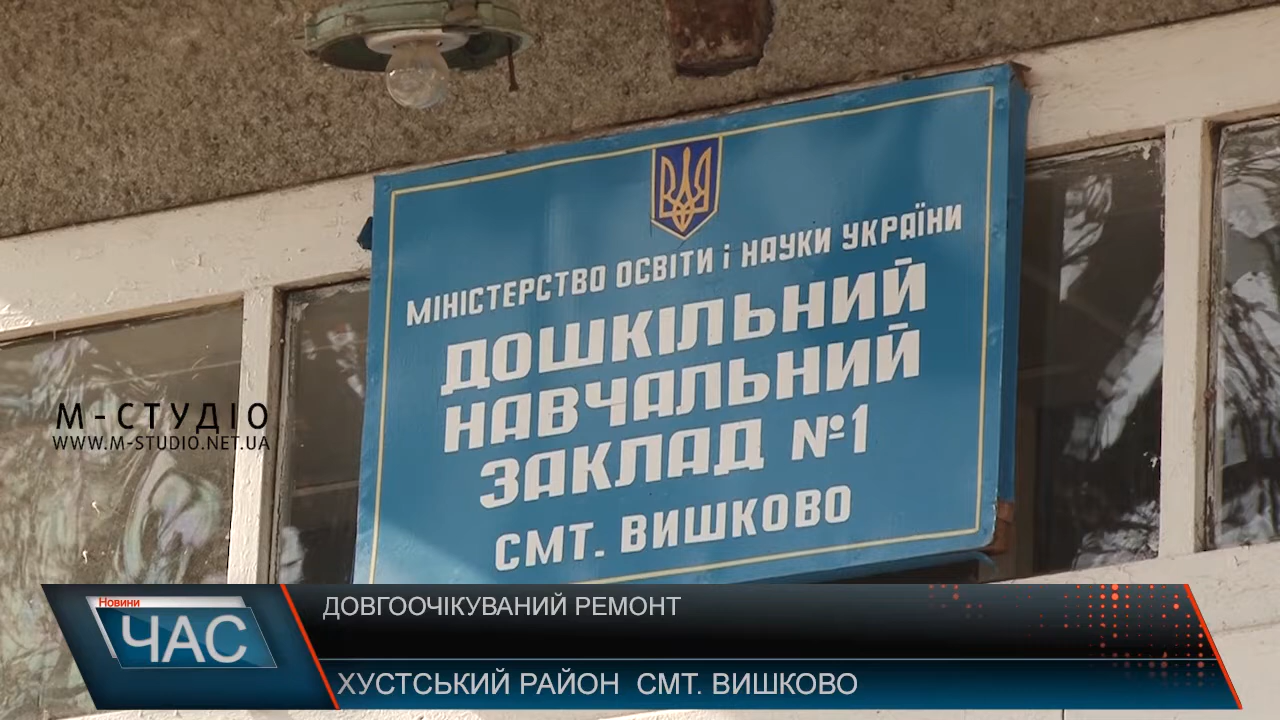 МІНІСТЕРСТВО ОСВІТИ і НАУКИ УКРАЇНИ
ДОШКІЛЬНИЙ
НАВЧАЛЬНИЙ
ЗАКЛАД №1
СМТ. ВИШКОВО
М-СТУДІО
WWW.M-STUDIO.NET.UA
Новини
ЧАС
ДОВГООЧІКУВАНИЙ РЕМОНТ
ХУСТСЬКИЙ РАЙОН СМТ. ВИШКОВО